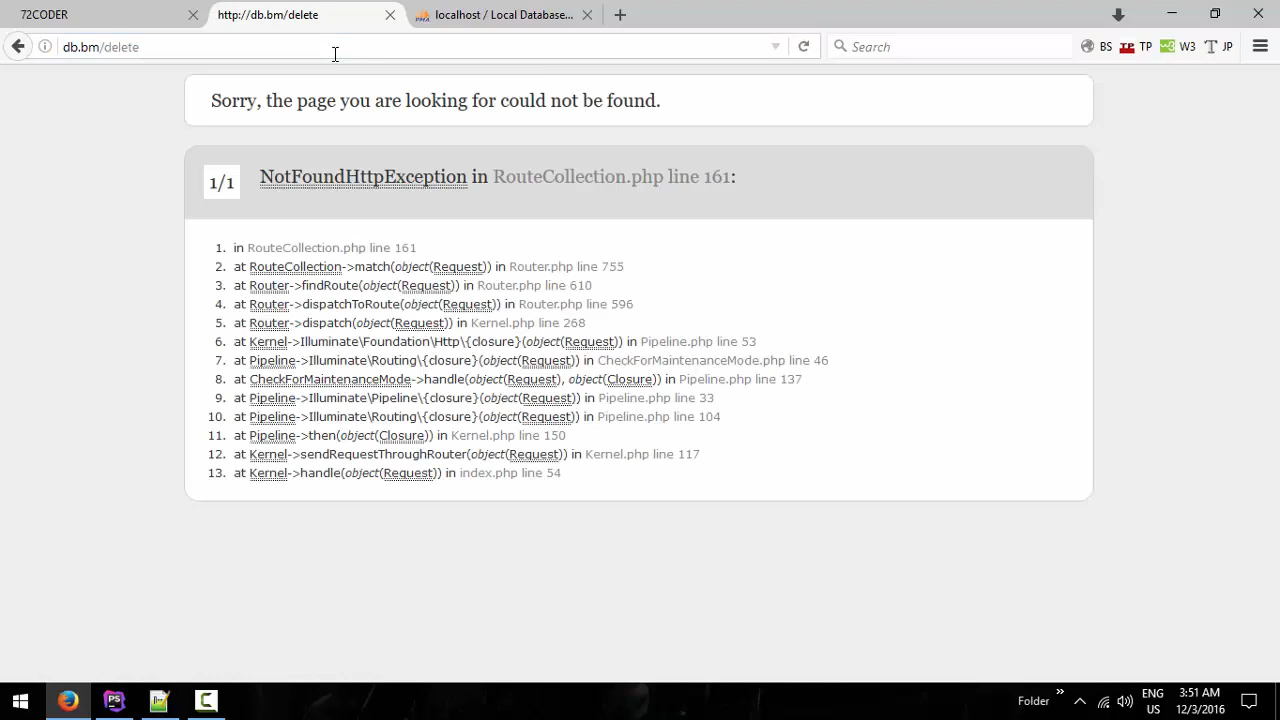 72CODER
http://db.bm/delete
localhost / Local Database...
db.bm/delete
Search
BS
TP
W3
JP
Sorry, the page you are looking for could not be found.
1/1
NotFoundHttpException in RouteCollection.php line 161:
1. in RouteCollection.php line 161
2. at RouteCollection->match(object(Request)) in Router.php line 755
3. at Router->findRoute(object(Request)) in Router.php line 610
4. at Router->dispatchToRoute(object(Request)) in Router.php line 596
5. at Router->dispatch(object(Request)) in Kernel.php line 268
6. at Kernel->Illuminate\Foundation\Http\{closure}(object(Request)) in Pipeline.php line 53
7. at Pipeline->Illuminate\Routing\{closure}(object(Request)) in CheckForMaintenanceMode.php line 46
8. at CheckForMaintenanceMode->handle(object(Request), object(Closure)) in Pipeline.php line 137
9. at Pipeline->Illuminate\Pipeline\{closure}(object(Request)) in Pipeline.php line 33
10. at Pipeline->Illuminate\Routing\{closure}(object(Request)) in Pipeline.php line 104
11. at Pipeline->then(object(Closure)) in Kernel.php line 150
12. at Kernel->sendRequestThroughRouter(object(Request)) in Kernel.php line 117
13. at Kernel->handle(object(Request)) in index.php line 54
Folder
ENG
US
3:51 AM
12/3/2016